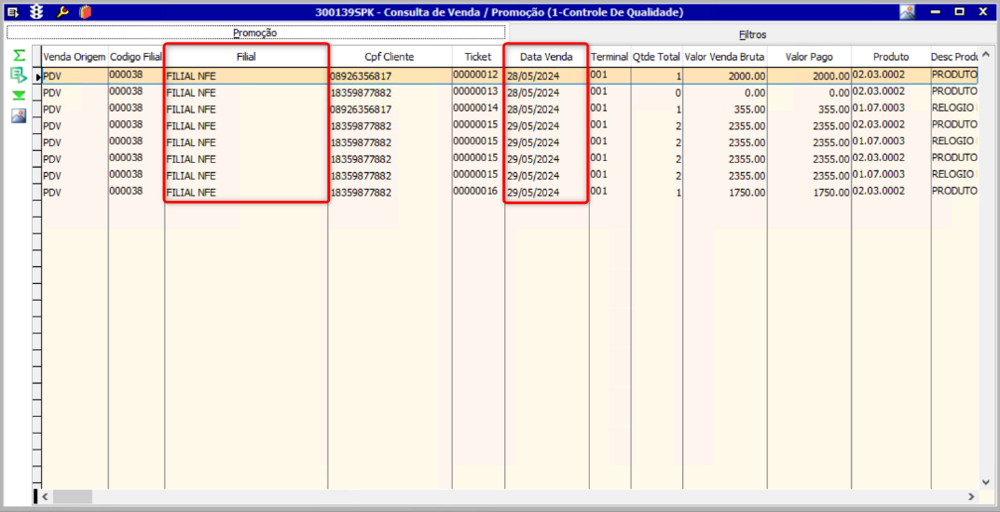 300139SPK - Consulta de Venda / Promoção (1-Controle De Qualidade)
Promoção Filtros
Venda Origem Codigo Filial Filial Cpf Cliente Ticket Data Venda Terminal Qtde Total Valor Venda Bruta Valor Pago Produto Desc Produ
PDV 000038 FILIAL NFE 08926356817 00000012 28/05/2024 001 1 2000.00 2000.00 02.03.0002 PRODUTO
PDV 000038 FILIAL NFE 18359877882 00000013 28/05/2024 001 0 0.00 0.00 02.03.0002 PRODUTO
PDV 000038 FILIAL NFE 08926356817 00000014 28/05/2024 001 1 355.00 355.00 01.07.0003 RELOGIO
PDV 000038 FILIAL NFE 18359877882 00000015 29/05/2024 001 2 2355.00 2355.00 02.03.0002 PRODUTO
PDV 000038 FILIAL NFE 18359877882 00000015 29/05/2024 001 2 2355.00 2355.00 01.07.0003 RELOGIO
PDV 000038 FILIAL NFE 18359877882 00000015 29/05/2024 001 2 2355.00 2355.00 02.03.0002 PRODUTO
PDV 000038 FILIAL NFE 18359877882 00000015 29/05/2024 001 2 2355.00 2355.00 01.07.0003 RELOGIO
PDV 000038 FILIAL NFE 18359877882 00000016 29/05/2024 001 1 1750.00 1750.00 02.03.0002 PRODUTO